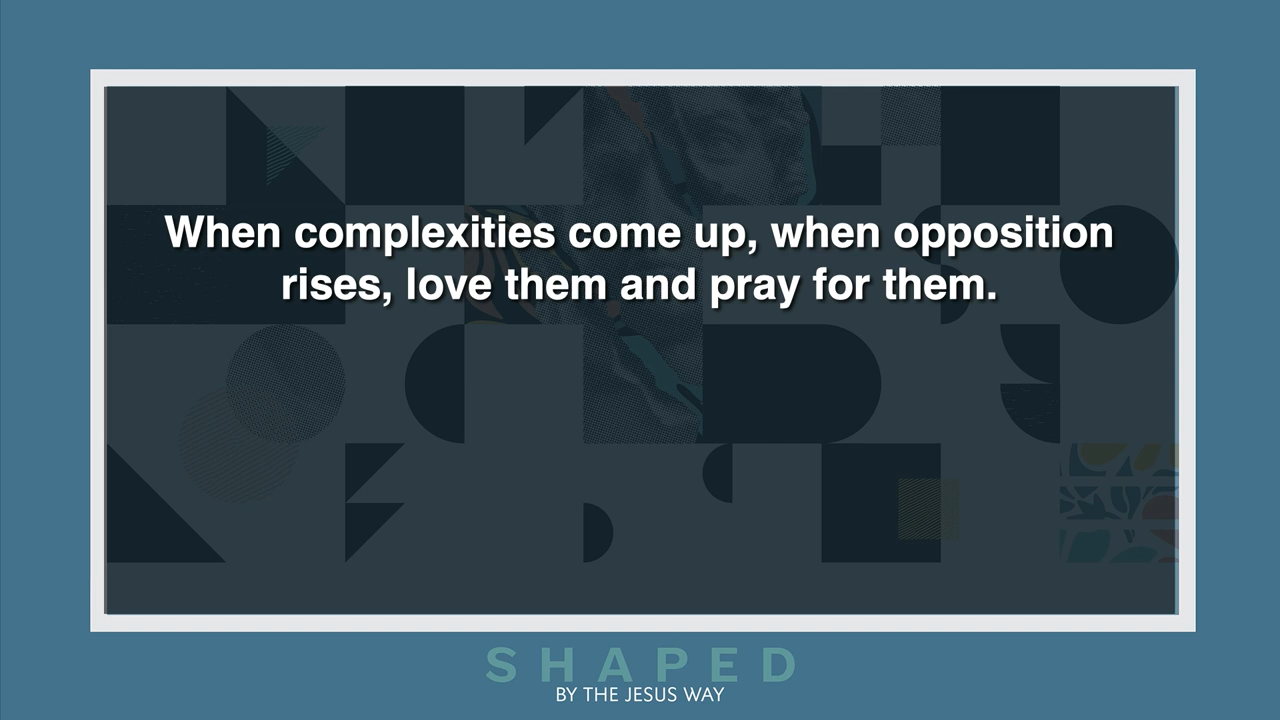 When complexities come up, when opposition
rises, love them and pray for them.
SHAPED
BY THE JESUS WAY